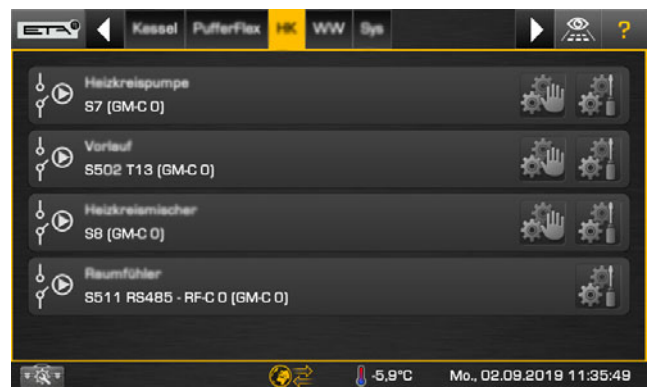 ETA
Kessel PufferFlex HK WW Sys ?
Heizkreispumpe
S7 (GM-C 0)
Vorlauf
S502 T13 (GM-C 0)
Heizkreismischer
S8 (GM-C 0)
Raumfühler
S511 RS485 - RF-C 0 (GM-C 0)
-5,9°C Mo., 02.09.2019 11:35:49